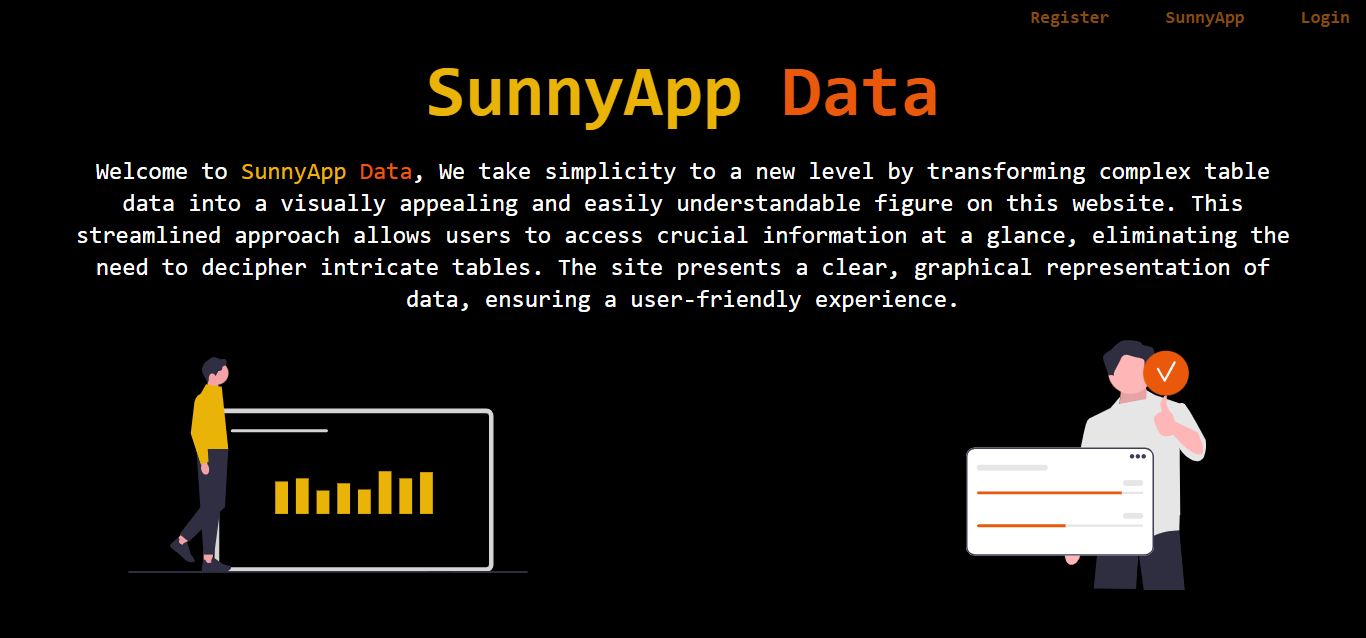 Register SunnyApp Login
SunnyApp Data
Welcome to SunnyApp Data, We take simplicity to a new level by transforming complex table
data into a visually appealing and easily understandable figure on this website. This
streamlined approach allows users to access crucial information at a glance, eliminating the
need to decipher intricate tables. The site presents a clear, graphical representation of
data, ensuring a user-friendly experience.